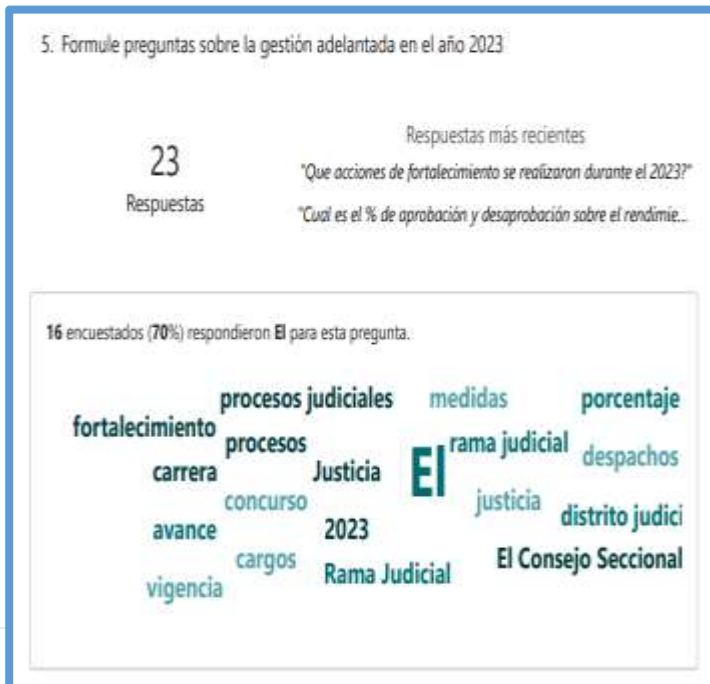 5. Formule preguntas sobre la gestión adelantada en el año 2023
23
Respuestas
Respuestas más recientes
"Que acciones de fortalecimiento se realizaron durante el 2023?"
"Cual es el % de aprobación y desaprobación sobre el rendimie...
16 encuestados (70%) respondieron El para esta pregunta.
procesos judiciales medidas porcentaje
fortalecimiento procesos El rama judicial despachos
carrera Justicia
concurso justicia distrito judici
avance 2023
cargos Rama Judicial El Consejo Seccional
vigencia